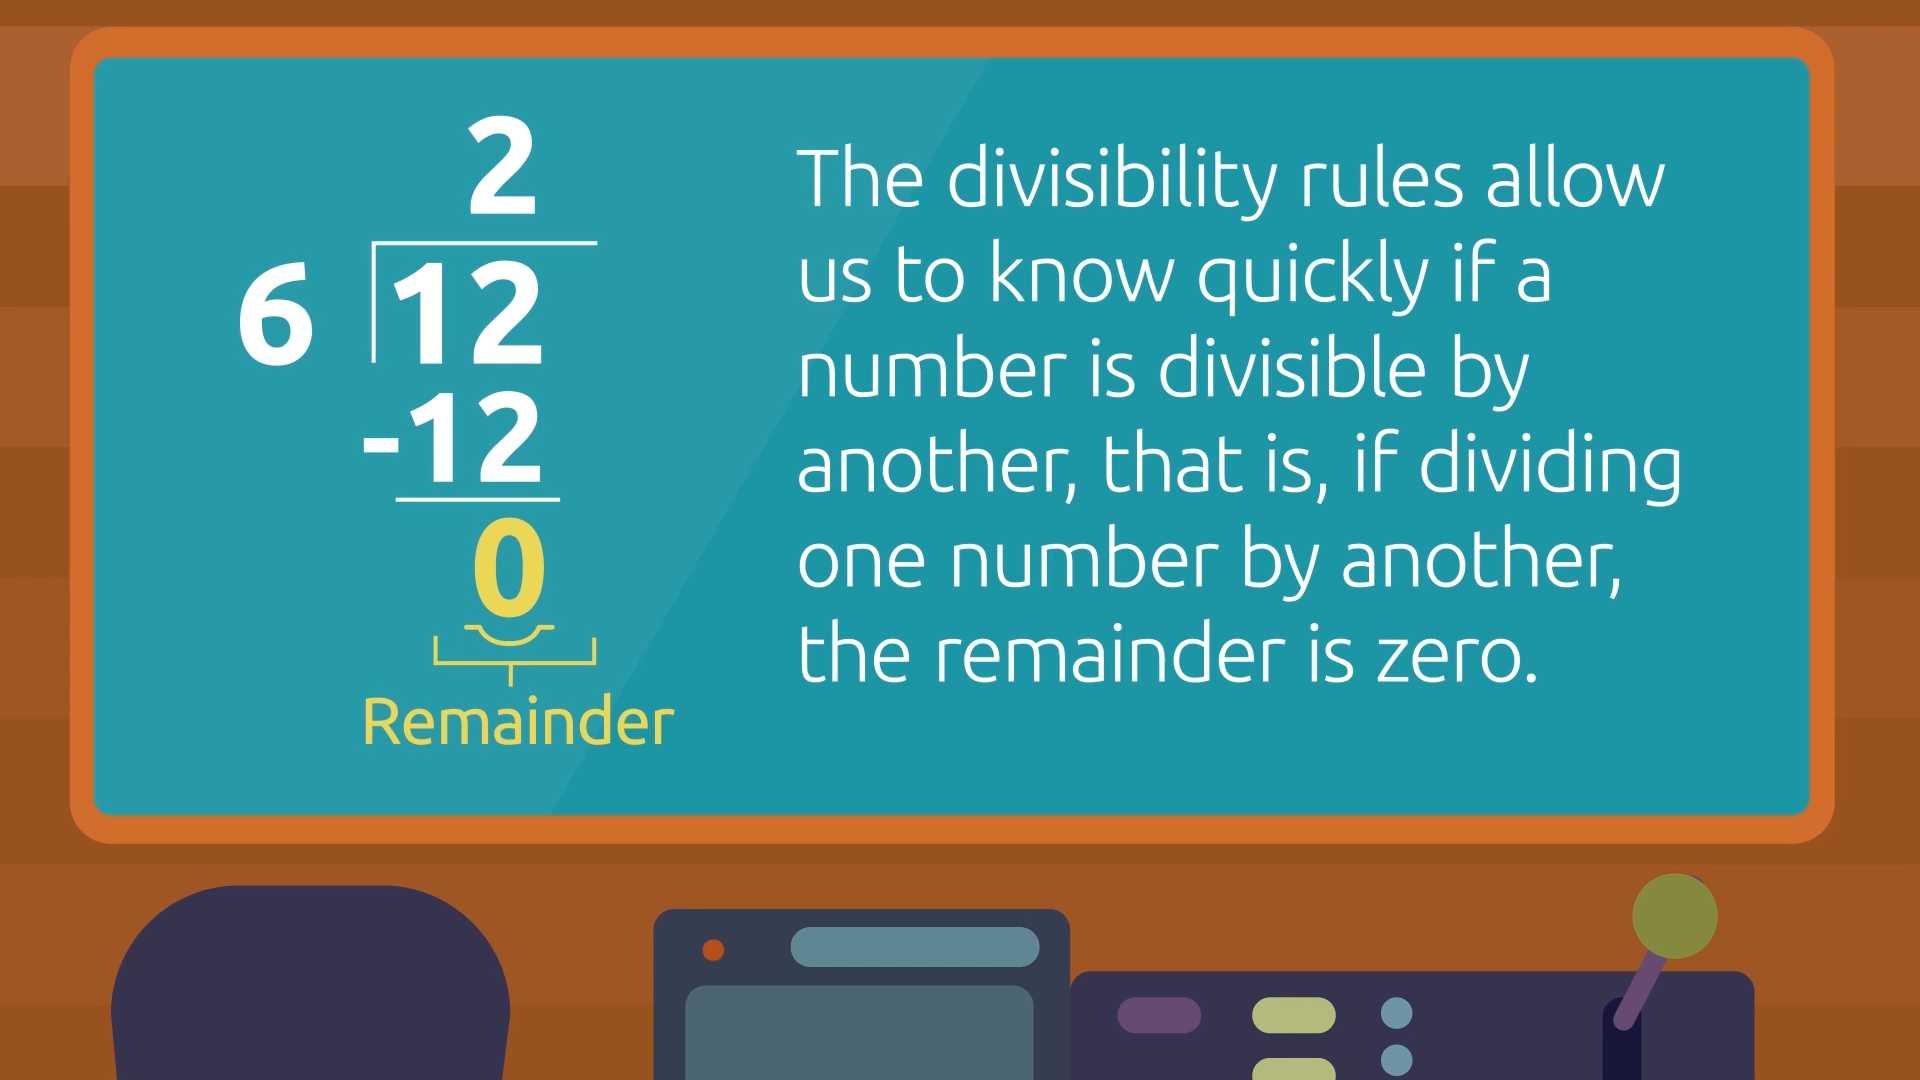 2
6 12
-12
0
Remainder
The divisibility rules allow
us to know quickly if a
number is divisible by
another, that is, if dividing
one number by another,
the remainder is zero.